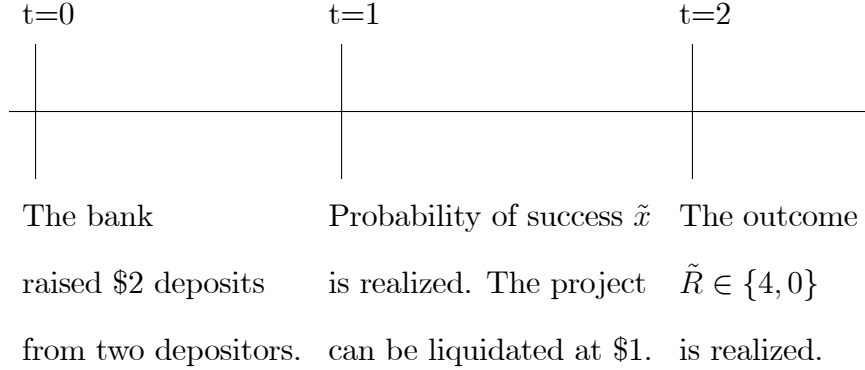 t=0 t=1 t=2
The bank Probability of success x̃ The outcome
raised $2 deposits is realized. The project R̃ ∈ {4, 0}
from two depositors. can be liquidated at $1. is realized.